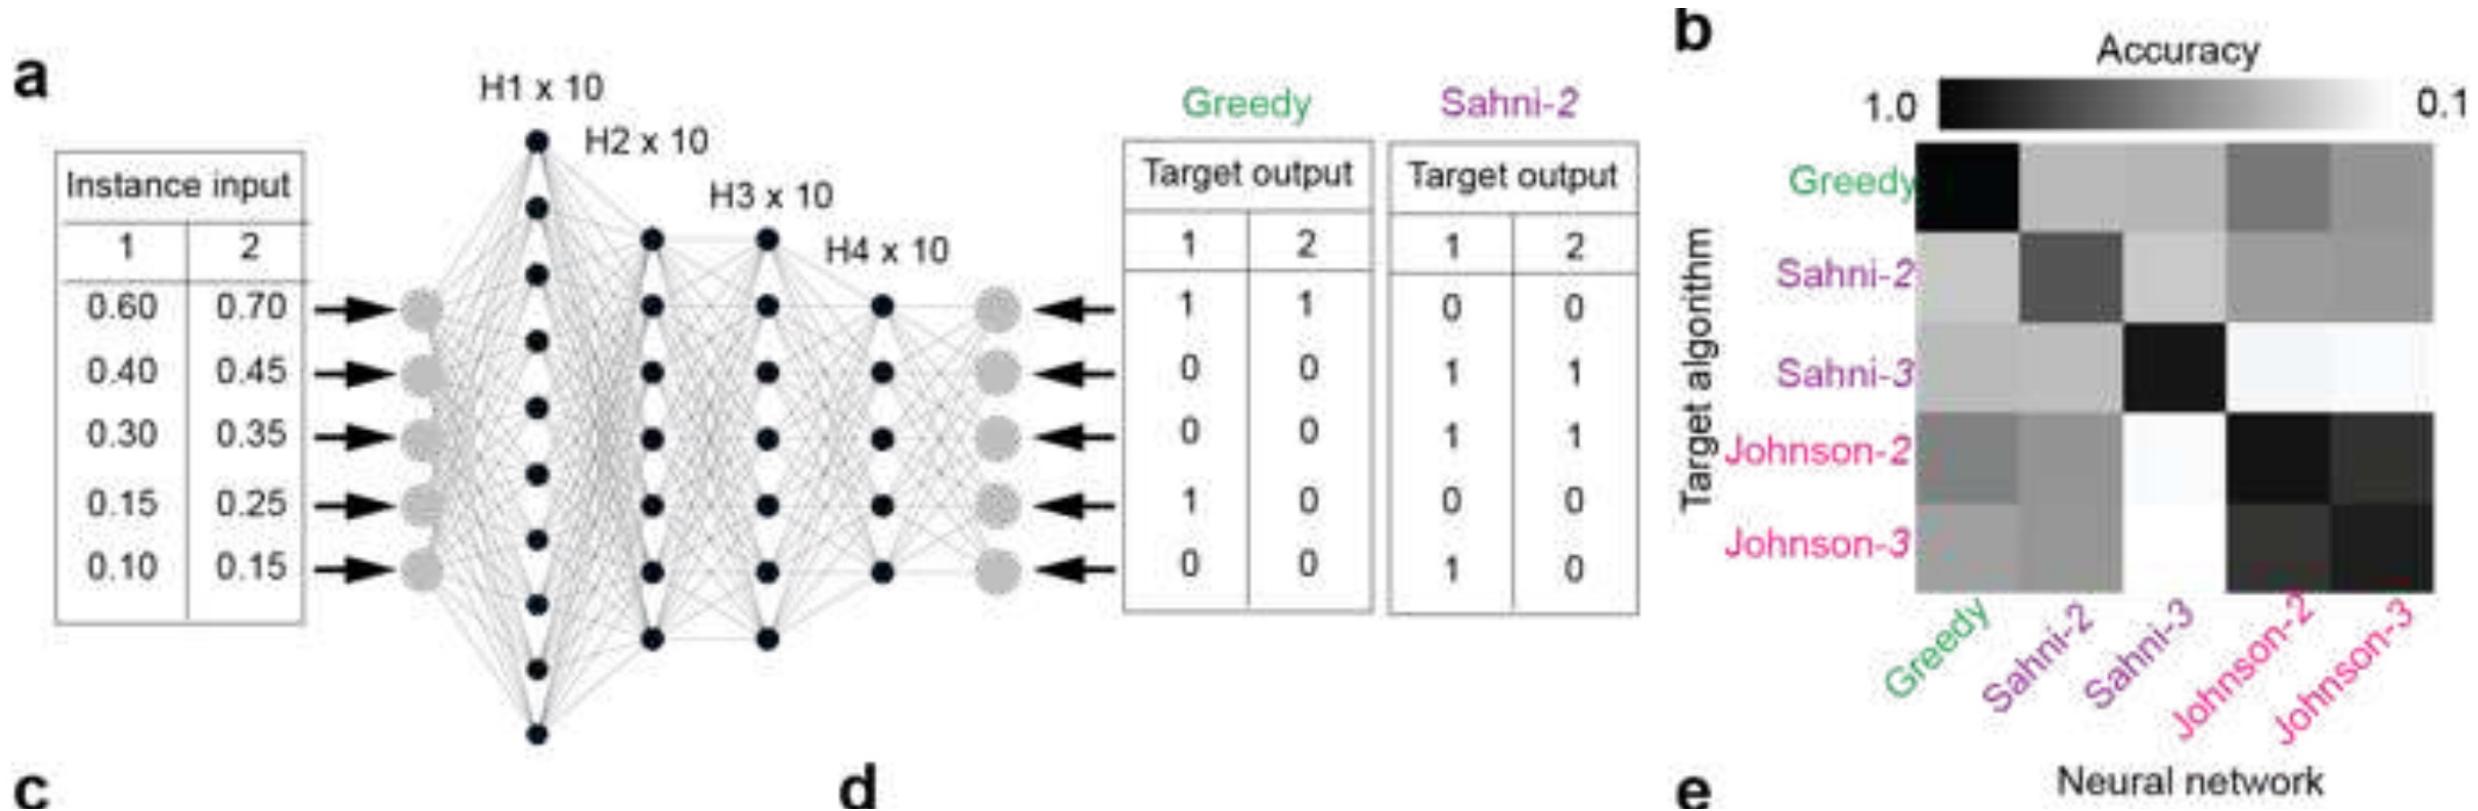 a
H1 x 10
H2 x 10
H3 x 10
H4 x 10
Instance input
1 2
0.60 0.70
0.40 0.45
0.30 0.35
0.15 0.25
0.10 0.15
Greedy
Target output
1 2
1 1
0 0
0 0
1 0
0 0
Sahni-2
Target output
1 2
0 0
1 1
1 1
0 0
1 0
b
Accuracy
1.0 0.1
Target algorithm
Greedy
Sahni-2
Sahni-3
Johnson-2
Johnson-3
Greedy
Sahni-2
Sahni-3
Johnson-2
Johnson-3
Neural network
c
d
e